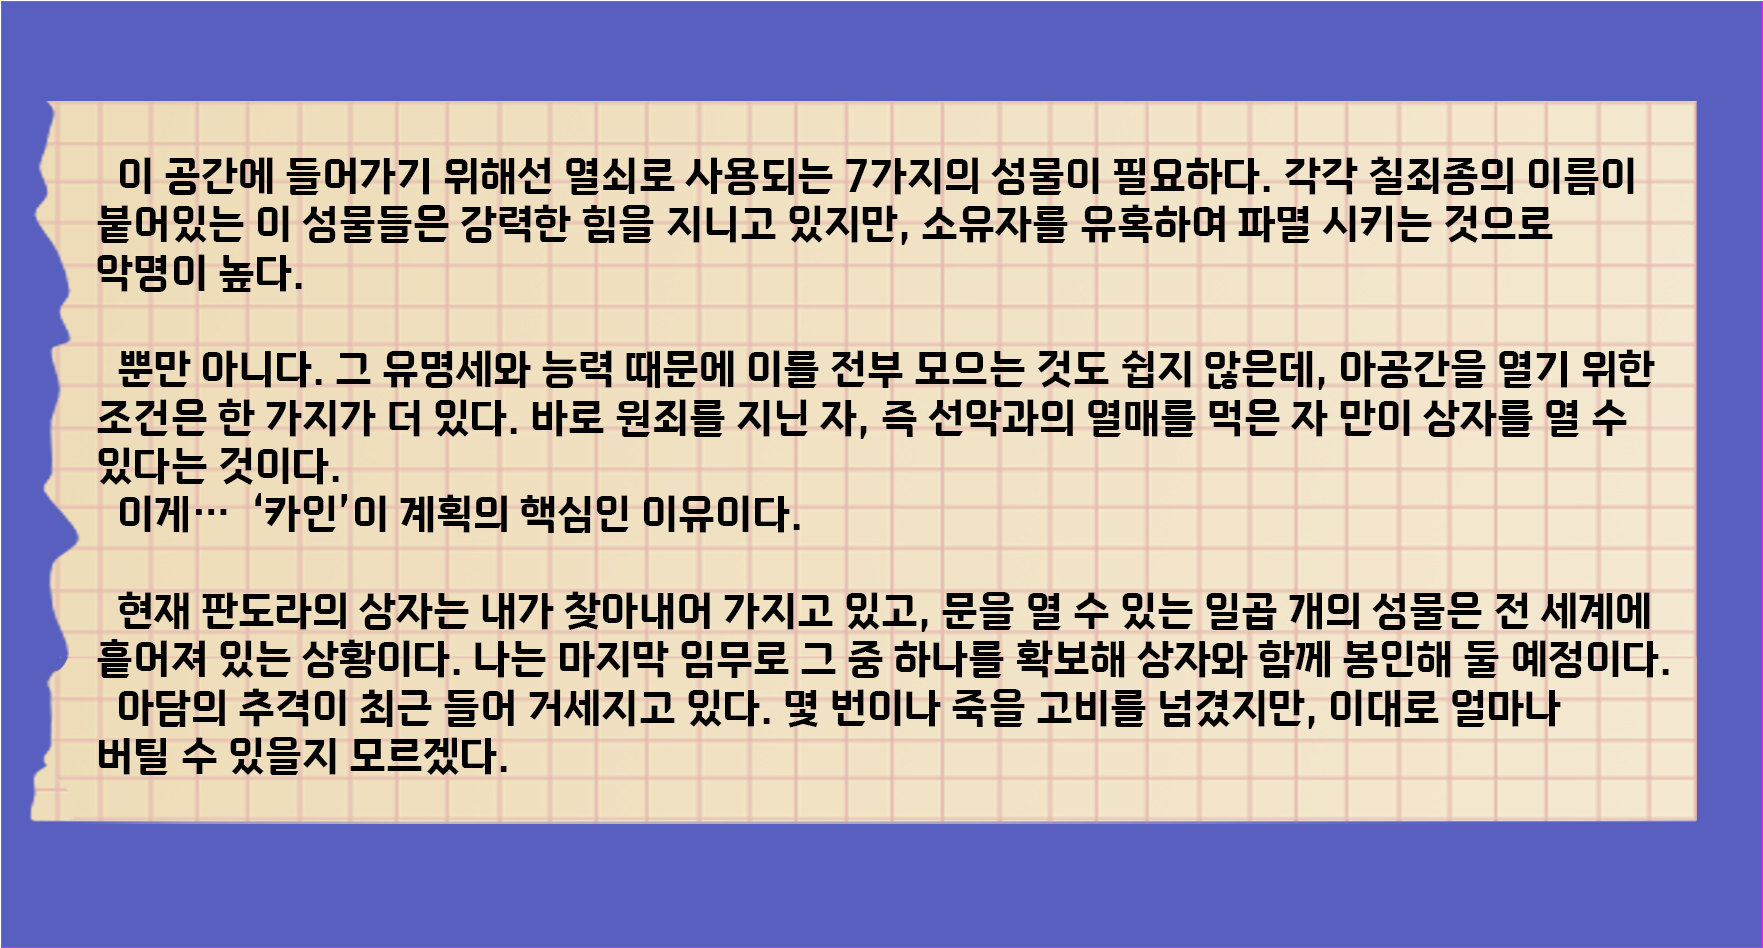 이 공간에 들어가기 위해선 열쇠로 사용되는 7가지의 성물이 필요하다. 각각 칠죄종의 이름이
붙어있는 이 성물들은 강력한 힘을 지니고 있지만, 소유자를 유혹하여 파멸 시키는 것으로
악명이 높다.
뿐만 아니다. 그 유명세와 능력 때문에 이를 전부 모으는 것도 쉽지 않은데, 아공간을 열기 위한
조건은 한 가지가 더 있다. 바로 원죄를 지닌 자, 즉 선악과의 열매를 먹은 자 만이 상자를 열 수
있다는 것이다.
이게… ‘카인’이 계획의 핵심인 이유이다.
현재 판도라의 상자는 내가 찾아내어 가지고 있고, 문을 열 수 있는 일곱 개의 성물은 전 세계에
흩어져 있는 상황이다. 나는 마지막 임무로 그 중 하나를 확보해 상자와 함께 봉인해 둘 예정이다.
아담의 추격이 최근 들어 거세지고 있다. 몇 번이나 죽을 고비를 넘겼지만, 이대로 얼마나
버틸 수 있을지 모르겠다.